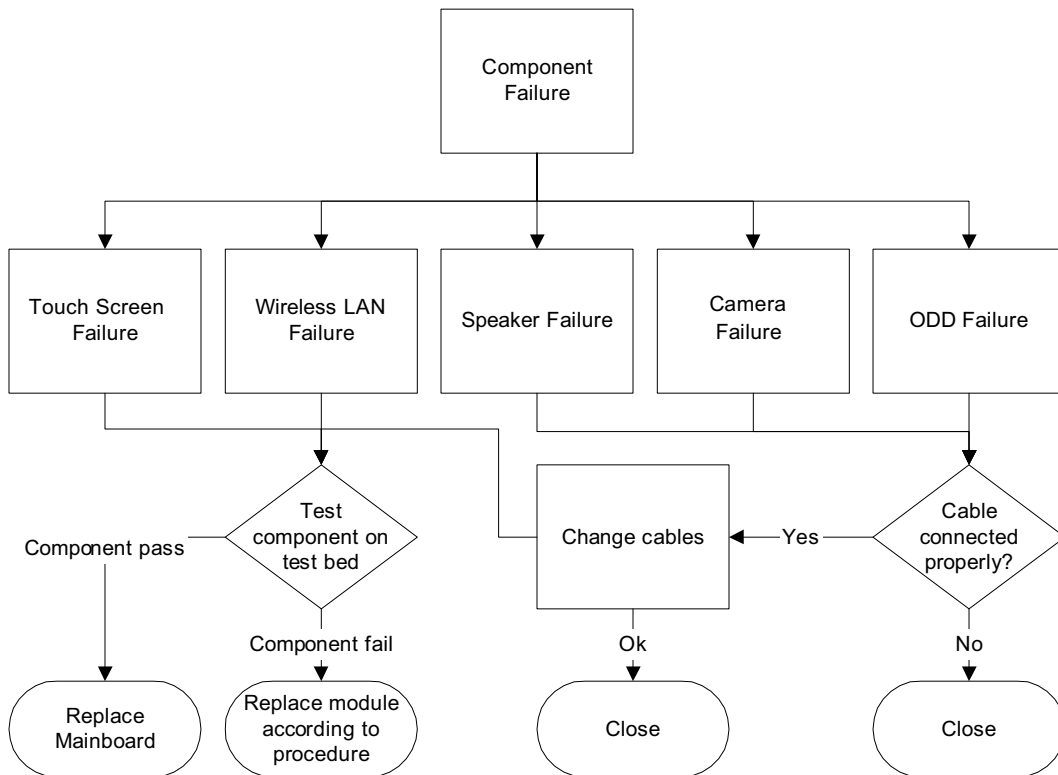 Component
Failure
Touch Screen
Failure
Wireless LAN
Failure
Speaker Failure
Camera
Failure
ODD Failure
Test
component on
test bed
Change cables
Cable
connected
properly?
Component pass
Yes
Component fail
Ok
No
Replace
Mainboard
Replace module
according to
procedure
Close
Close